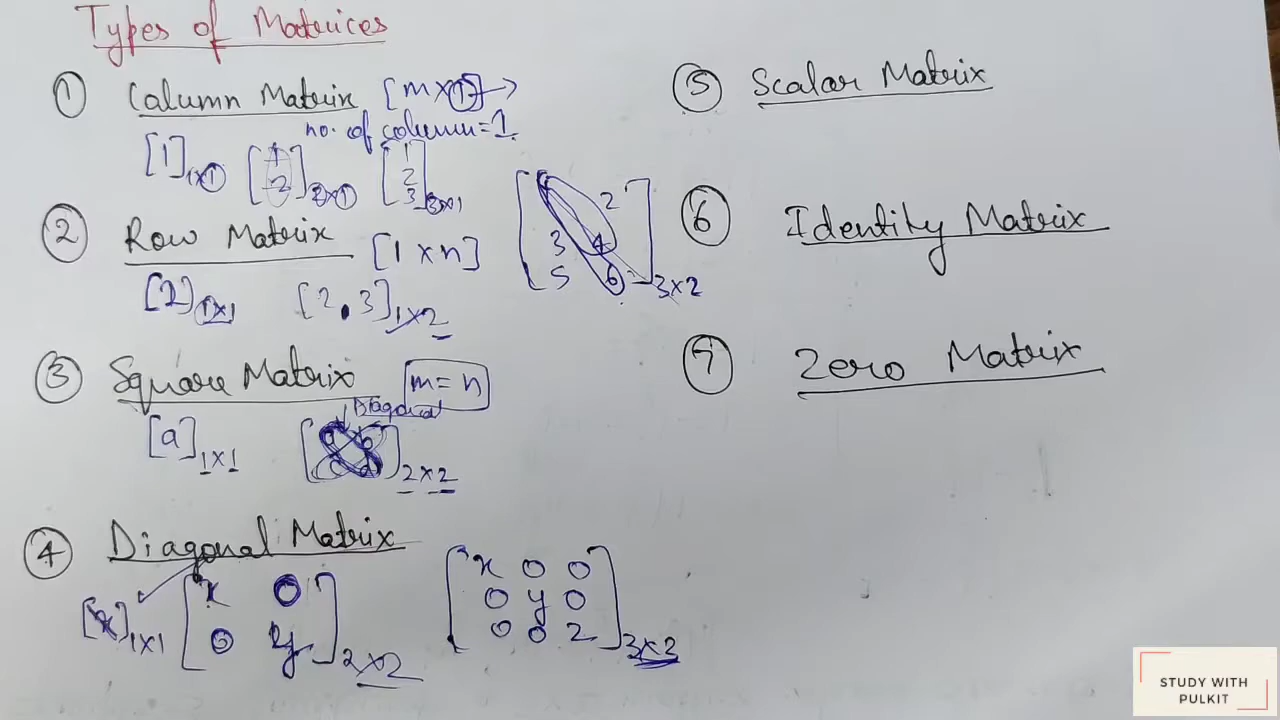 Types of Matrices
① Column Matrix [m×1] →
no. of column=1
[1]1×1 [1 2]2×1 [1 2 3]3×1
② Row Matrix [1×n]
[2]1×1 [2, 3]1×2
2
3 4
5 6 3×2
③ Square Matrix m=n
Diagonal
[a]1×1 [a b c d]2×2
④ Diagonal Matrix
[x]1×1 [x 0
0 y]2×2
[x 0 0
0 y 0
0 0 z]3×3
⑤ Scalar Matrix
⑥ Identity Matrix
⑦ Zero Matrix
STUDY WITH
PULKIT